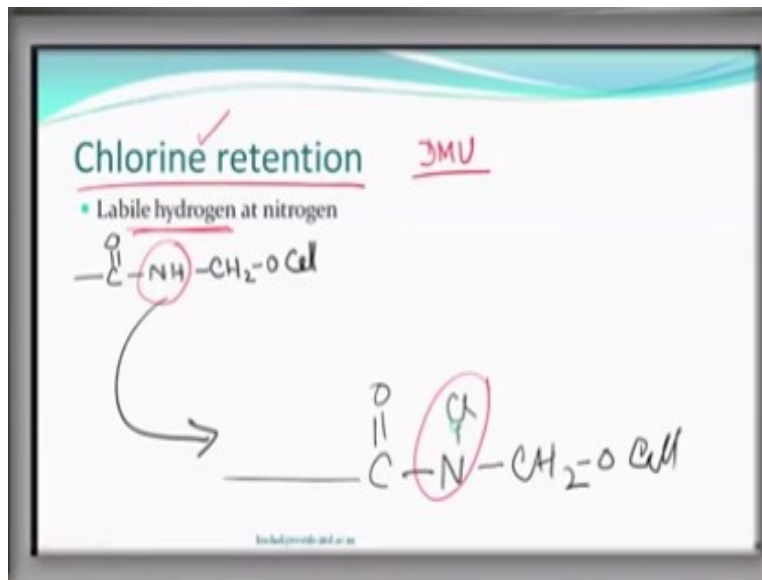 Chlorine retention DMU
• Labile hydrogen at nitrogen
O
||
—C—NH—CH₂—O Cell
O Cl
|| |
C—N—CH₂—O Cell